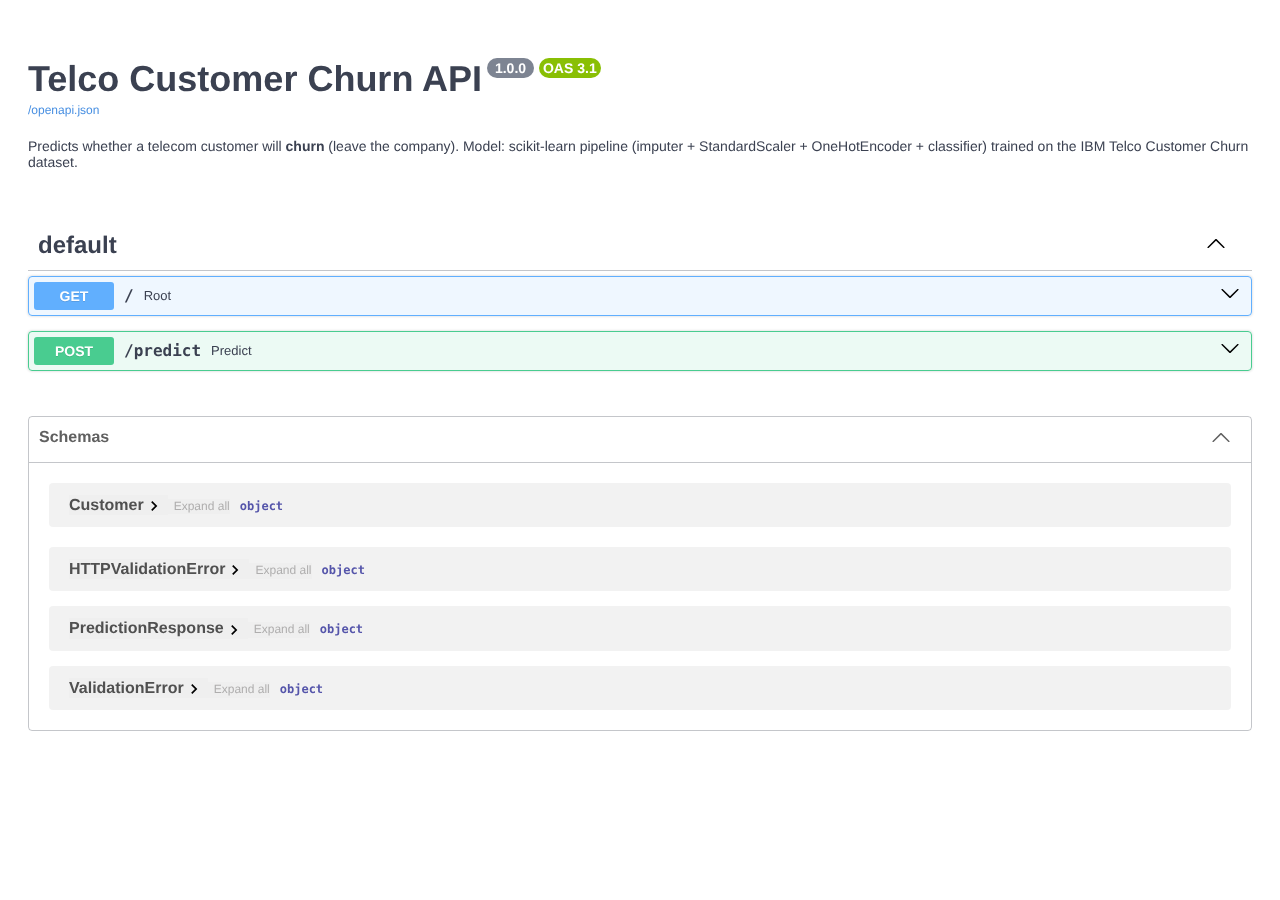 Telco Customer Churn API 1.0.0 OAS 3.1
/openapi.json
Predicts whether a telecom customer will churn (leave the company). Model: scikit-learn pipeline (imputer + StandardScaler + OneHotEncoder + classifier) trained on the IBM Telco Customer Churn
dataset.
default
GET / Root
POST /predict Predict
Schemas
Customer Expand all object
HTTPValidationError Expand all object
PredictionResponse Expand all object
ValidationError Expand all object